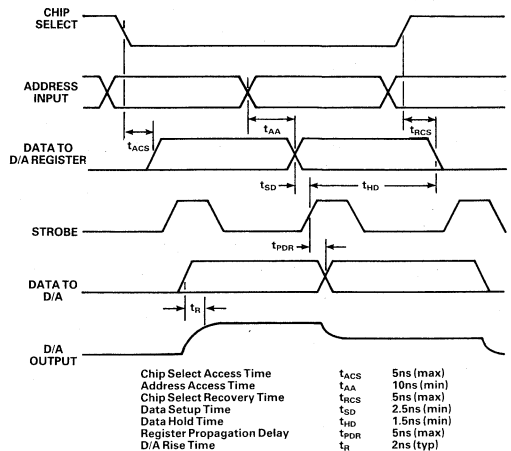 CHIP
SELECT
ADDRESS
INPUT
tAA
tRCS
tACS
DATA TO
D/A REGISTER
tSD
tHD
STROBE
tPDR
DATA TO
D/A
tR
D/A
OUTPUT
Chip Select Access Time tACS 5ns (max)
Address Access Time tAA 10ns (min)
Chip Select Recovery Time tRCS 5ns (max)
Data Setup Time tSD 2.5ns (min)
Data Hold Time tHD 1.5ns (min)
Register Propagation Delay tPDR 5ns (max)
D/A Rise Time tR 2ns (typ)